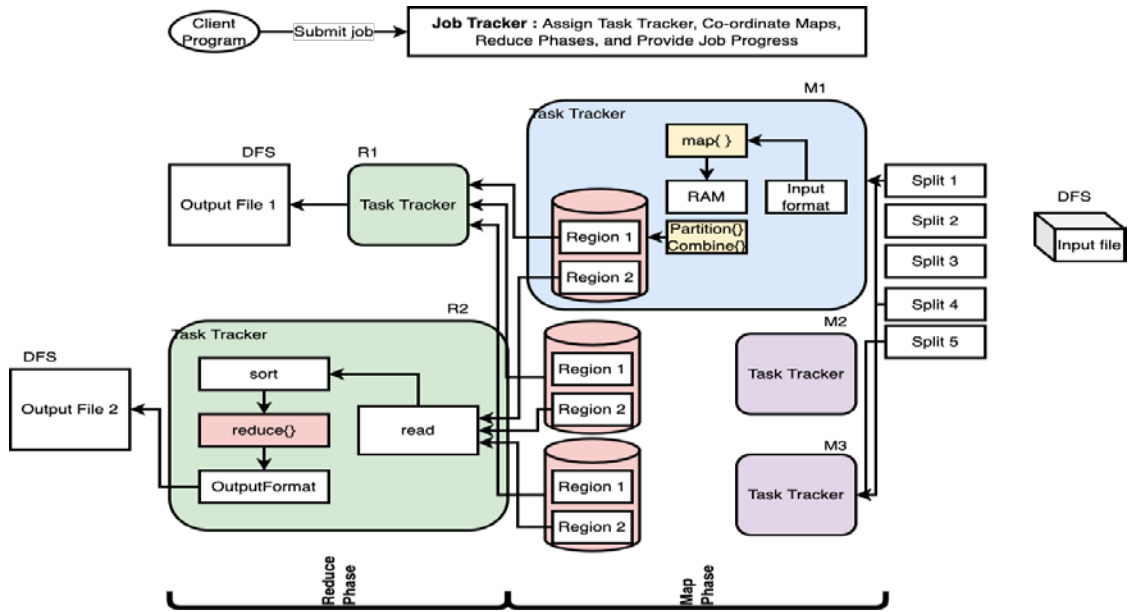 Client
Program
Submit job
Job Tracker : Assign Task Tracker, Co-ordinate Maps,
Reduce Phases, and Provide Job Progress
M1
Task Tracker
map{ }
RAM
Input
format
Partition{}
Combine{}
Region 1
Region 2
DFS
Output File 1
R1
Task Tracker
Split 1
Split 2
Split 3
Split 4
Split 5
DFS
Input file
R2
Task Tracker
sort
reduce{}
OutputFormat
read
DFS
Output File 2
Region 1
Region 2
Region 1
Region 2
M2
Task Tracker
M3
Task Tracker
Reduce
Phase
Map
Phase